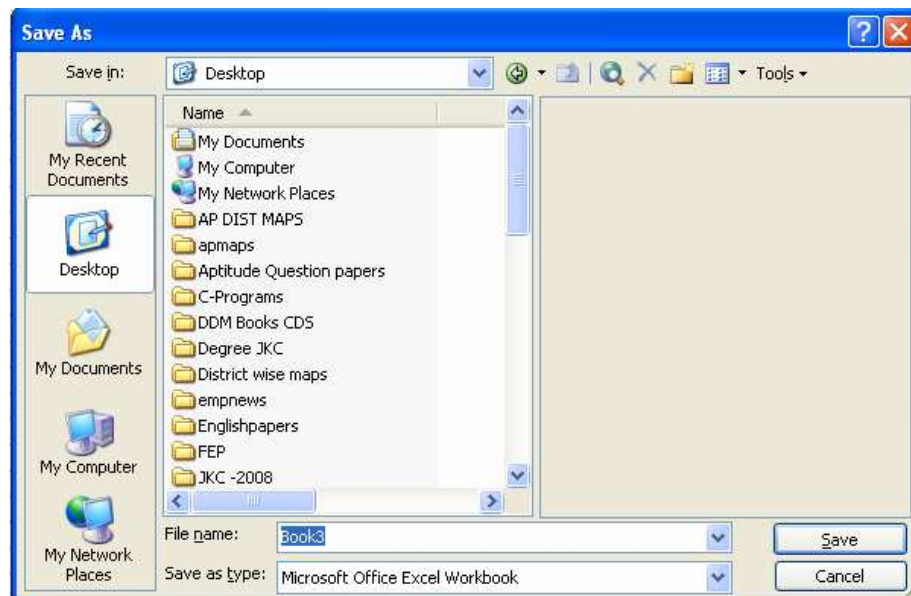 Save As
Save in:
Desktop
Tools
My Recent
Documents
Desktop
My Documents
My Computer
My Network
Places
Name
My Documents
My Computer
My Network Places
AP DIST MAPS
apmaps
Aptitude Question papers
C-Programs
DDM Books CDS
Degree JKC
District wise maps
empnews
Englishpapers
FEP
JKC -2008
File name:
Book3
Save
Save as type:
Microsoft Office Excel Workbook
Cancel